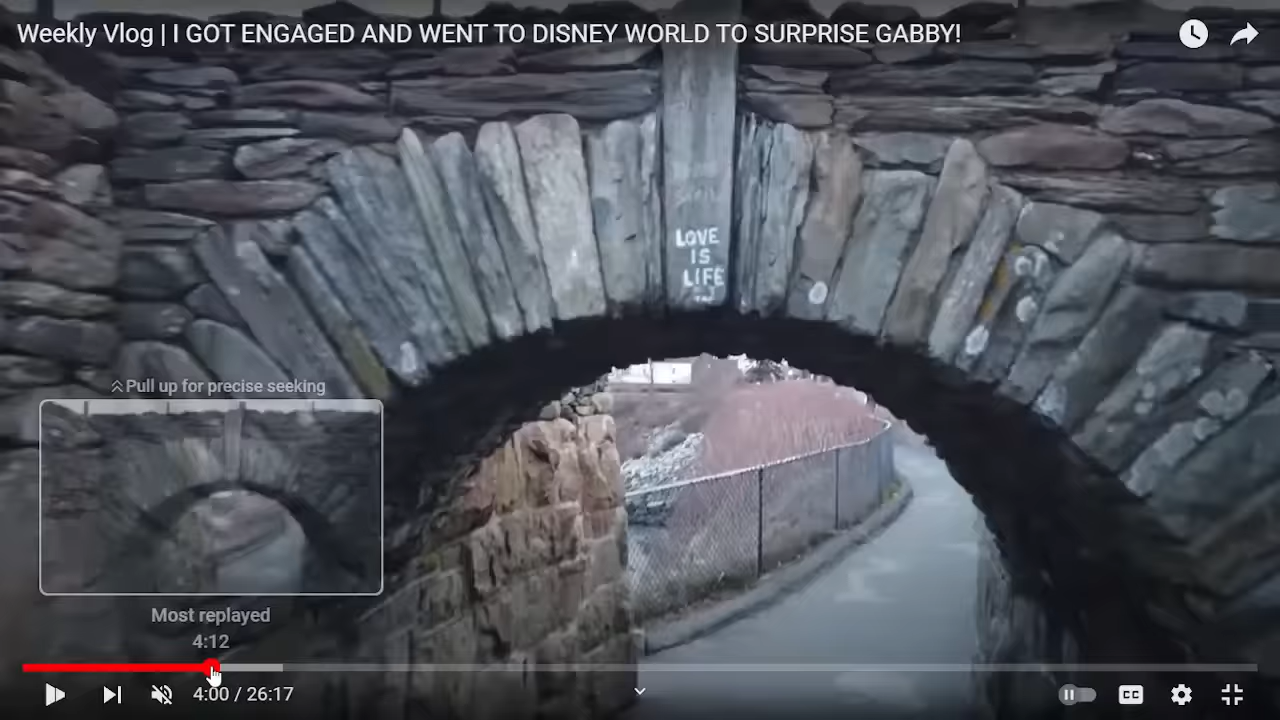 Weekly Vlog | I GOT ENGAGED AND WENT TO DISNEY WORLD TO SURPRISE GABBY!
LOVE
IS
LIFE
Pull up for precise seeking
Most replayed
4:12
4:00 / 26:17
CC